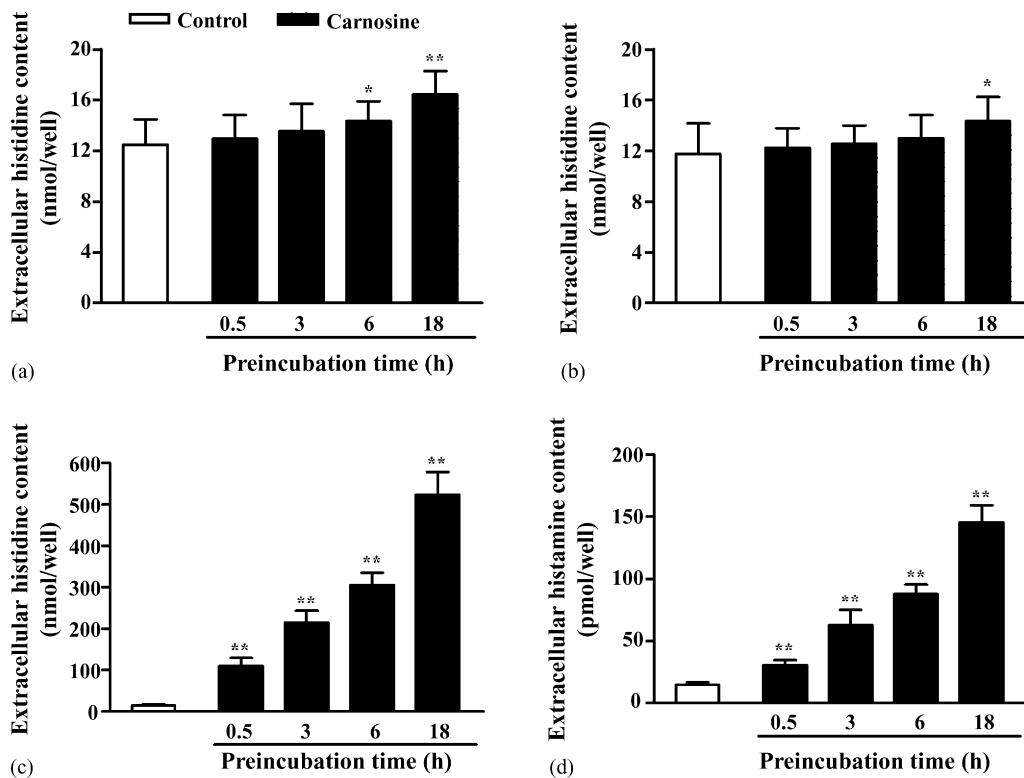 Control
Carnosine
Extracellular histidine content
(nmol/well)
20
16
12
8
4
0
*
**
0.5 3 6 18
Preincubation time (h)
(a)
Extracellular histidine content
(nmol/well)
20
16
12
8
4
0
*
0.5 3 6 18
Preincubation time (h)
(b)
Extracellular histidine content
(nmol/well)
600
500
400
300
200
100
0
**
**
**
**
0.5 3 6 18
Preincubation time (h)
(c)
Extracellular histamine content
(pmol/well)
200
150
100
50
0
**
**
**
**
0.5 3 6 18
Preincubation time (h)
(d)